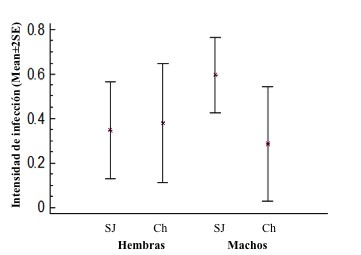 Intensidad de infección (Mean±2SE)
0.8
0.6
0.4
0.2
0
SJ Ch SJ Ch
Hembras Machos